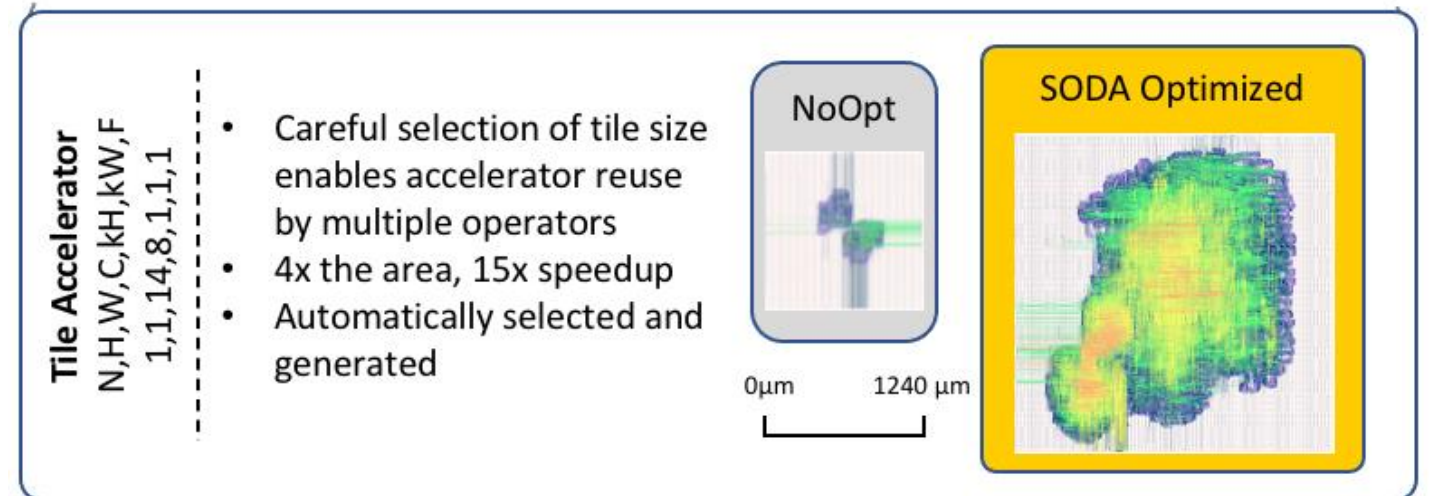 Tile Accelerator
N,H,W,C,kH,kW,F
1,1,14,8,1,1,1
• Careful selection of tile size
enables accelerator reuse
by multiple operators
• 4x the area, 15x speedup
• Automatically selected and
generated
NoOpt
0µm 1240 µm
SODA Optimized